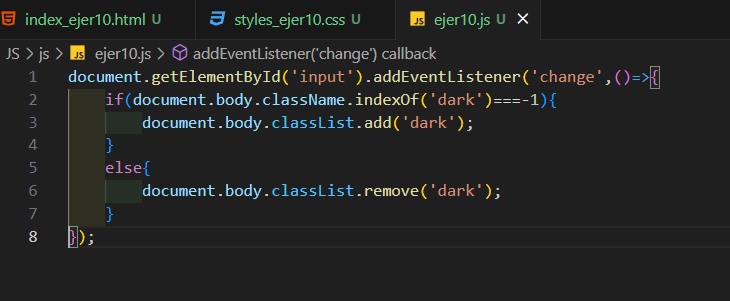 index_ejer10.html U styles_ejer10.css U JS ejer10.js U ×
JS > js > JS ejer10.js > addEventListener('change') callback
1 document.getElementById('input').addEventListener('change',()=>{
2 if(document.body.className.indexOf('dark')===-1){
3 document.body.classList.add('dark');
4 }
5 else{
6 document.body.classList.remove('dark');
7 }
8 });